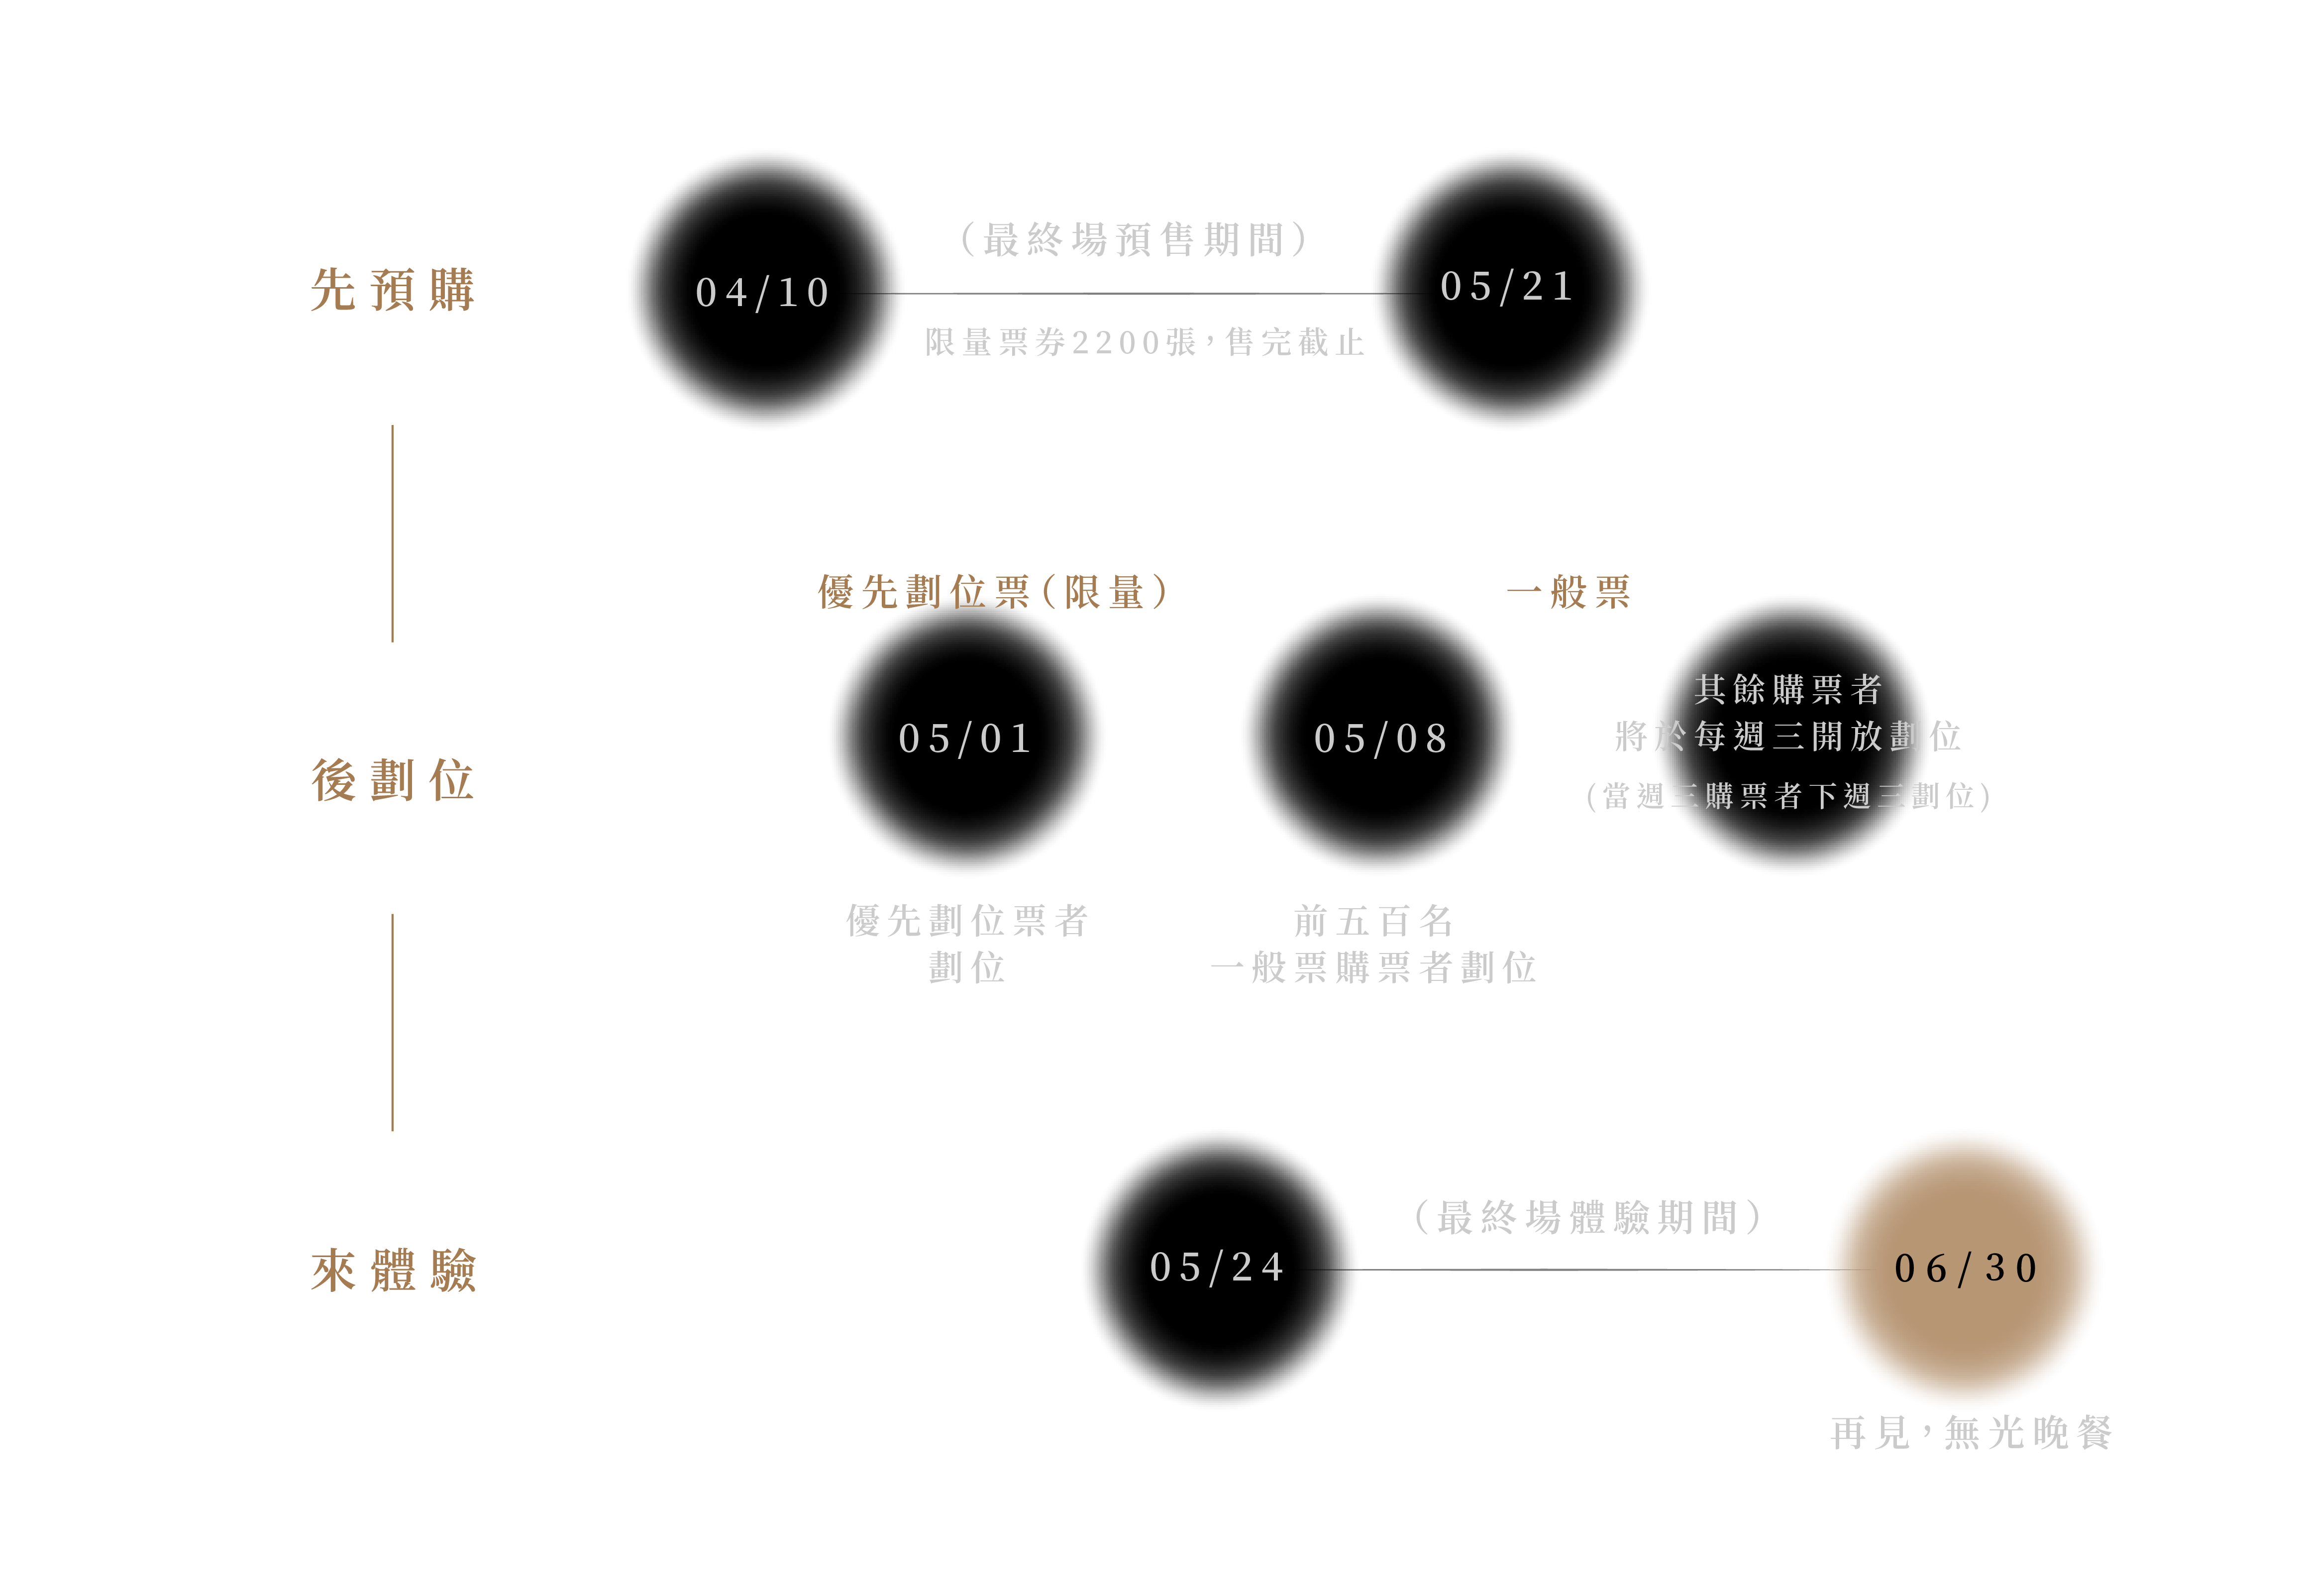 先預購
04/10
（最終場預售期間）
限量票券2200張，售完截止
05/21
後劃位
優先劃位票（限量）
一般票
05/01
優先劃位票者
劃位
05/08
前五百名
一般票購票者劃位
其餘購票者
將於每週三開放劃位
(當週三購票者下週三劃位)
來體驗
05/24
（最終場體驗期間）
06/30
再見，無光晚餐